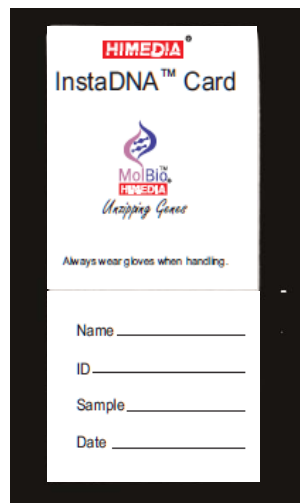 HIMEDIA®
InstaDNA™ Card
MolBio™
HIMEDIA
Unzipping Genes
Always wear gloves when handling.
Name
ID
Sample
Date